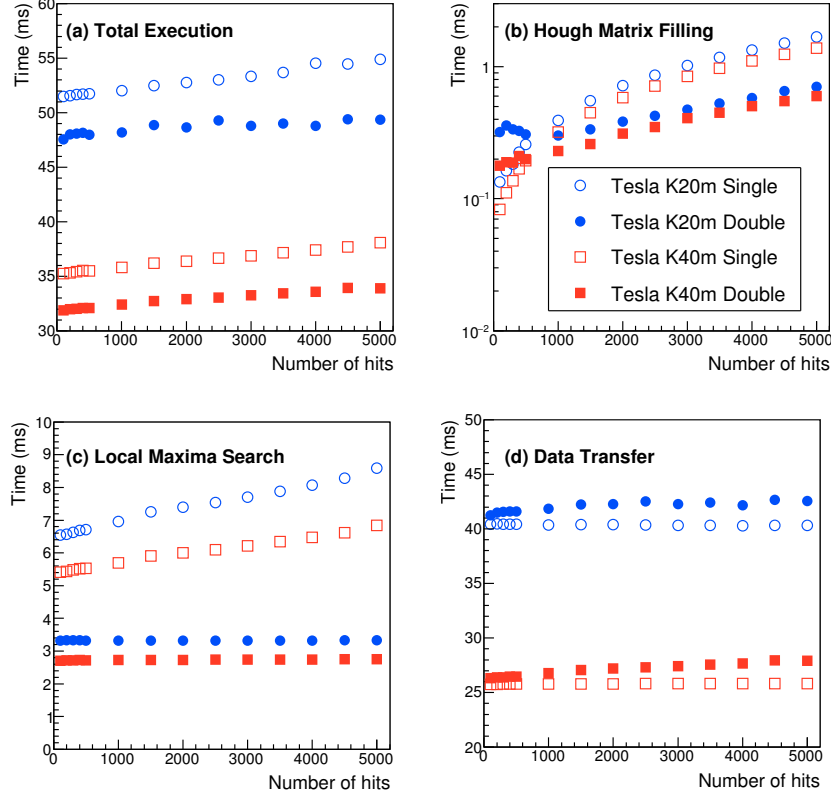 (a) Total Execution
Time (ms)
60
55
50
45
40
35
30
0 1000 2000 3000 4000 5000
Number of hits
(b) Hough Matrix Filling
Time (ms)
1
10⁻¹
10⁻²
Tesla K20m Single
Tesla K20m Double
Tesla K40m Single
Tesla K40m Double
0 1000 2000 3000 4000 5000
Number of hits
(c) Local Maxima Search
Time (ms)
10
9
8
7
6
5
4
3
2
1
0
0 1000 2000 3000 4000 5000
Number of hits
(d) Data Transfer
Time (ms)
50
45
40
35
30
25
20
0 1000 2000 3000 4000 5000
Number of hits